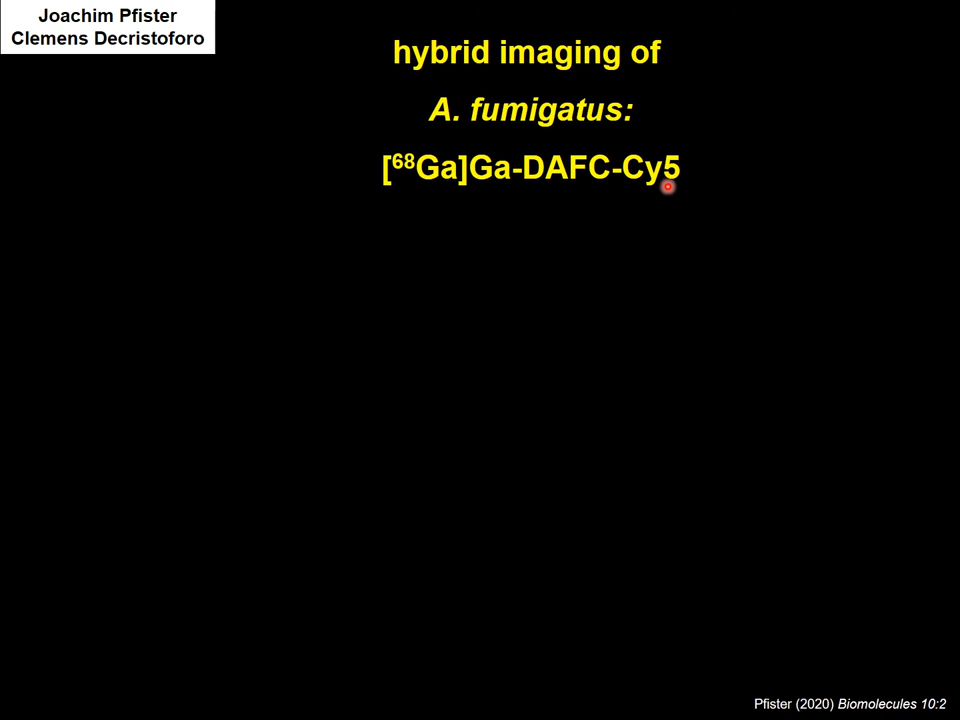 Joachim Pfister
Clemens Decristoforo
hybrid imaging of
A. fumigatus:
[⁶⁸Ga]Ga-DAFC-Cy5
Pfister (2020) Biomolecules 10:2